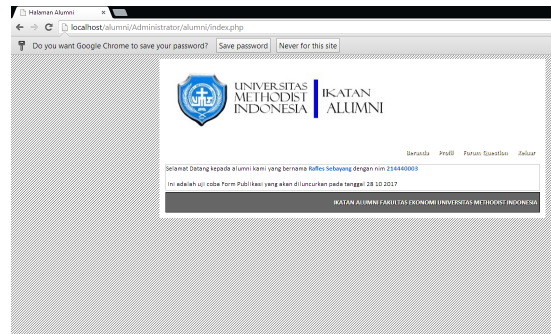 Halaman Alumni
localhost/alumni/Administrator/alumni/index.php
Do you want Google Chrome to save your password? Save password Never for this site
UNIVERSITAS
METHODIST
INDONESIA
IKATAN
ALUMNI
Beranda Profil Forum Question Keluar
Selamat Datang kepada alumni kami yang bernama Rafles Sebayang dengan nim 214440003
Ini adalah uji coba Form Publikasi yang akan diluncurkan pada tanggal 28 10 2017
IKATAN ALUMNI FAKULTAS EKONOMI UNIVERSITAS METHODIST INDONESIA